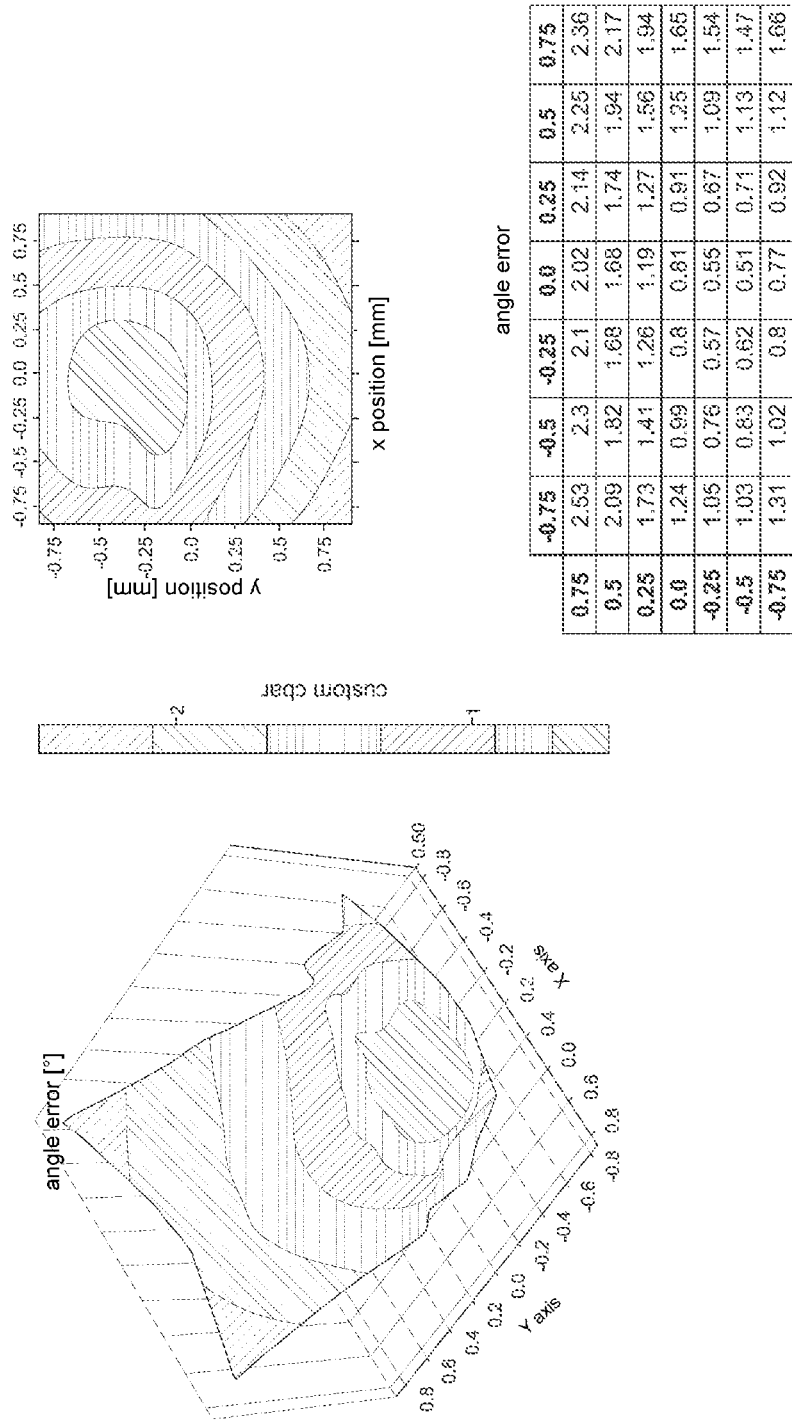 angle error [°]
0.50
-0.8
-0.6
-0.4
-0.2
0.2
0.4
0.0
0.6
0.8
X axis
0.8
0.6
0.4
0.2
0.0
-0.2
-0.4
-0.6
-0.8
Y axis
2
1
custom cbar
-0.75 -0.5 -0.25 0.0 0.25 0.5 0.75
-0.75
-0.5
-0.25
0.0
0.25
0.75
y position [mm]
x position [mm]
angle error
-0.75 -0.5 -0.25 0.0 0.25 0.5 0.75
0.75 2.53 2.3 2.1 2.02 2.14 2.25 2.36
0.5 2.09 1.82 1.68 1.68 1.74 1.94 2.17
0.25 1.73 1.41 1.26 1.19 1.27 1.56 1.94
0.0 1.24 0.99 0.8 0.81 0.91 1.25 1.65
-0.25 1.05 0.76 0.57 0.55 0.67 1.09 1.54
-0.5 1.03 0.83 0.62 0.51 0.71 1.13 1.47
-0.75 1.31 1.02 0.8 0.77 0.92 1.12 1.66